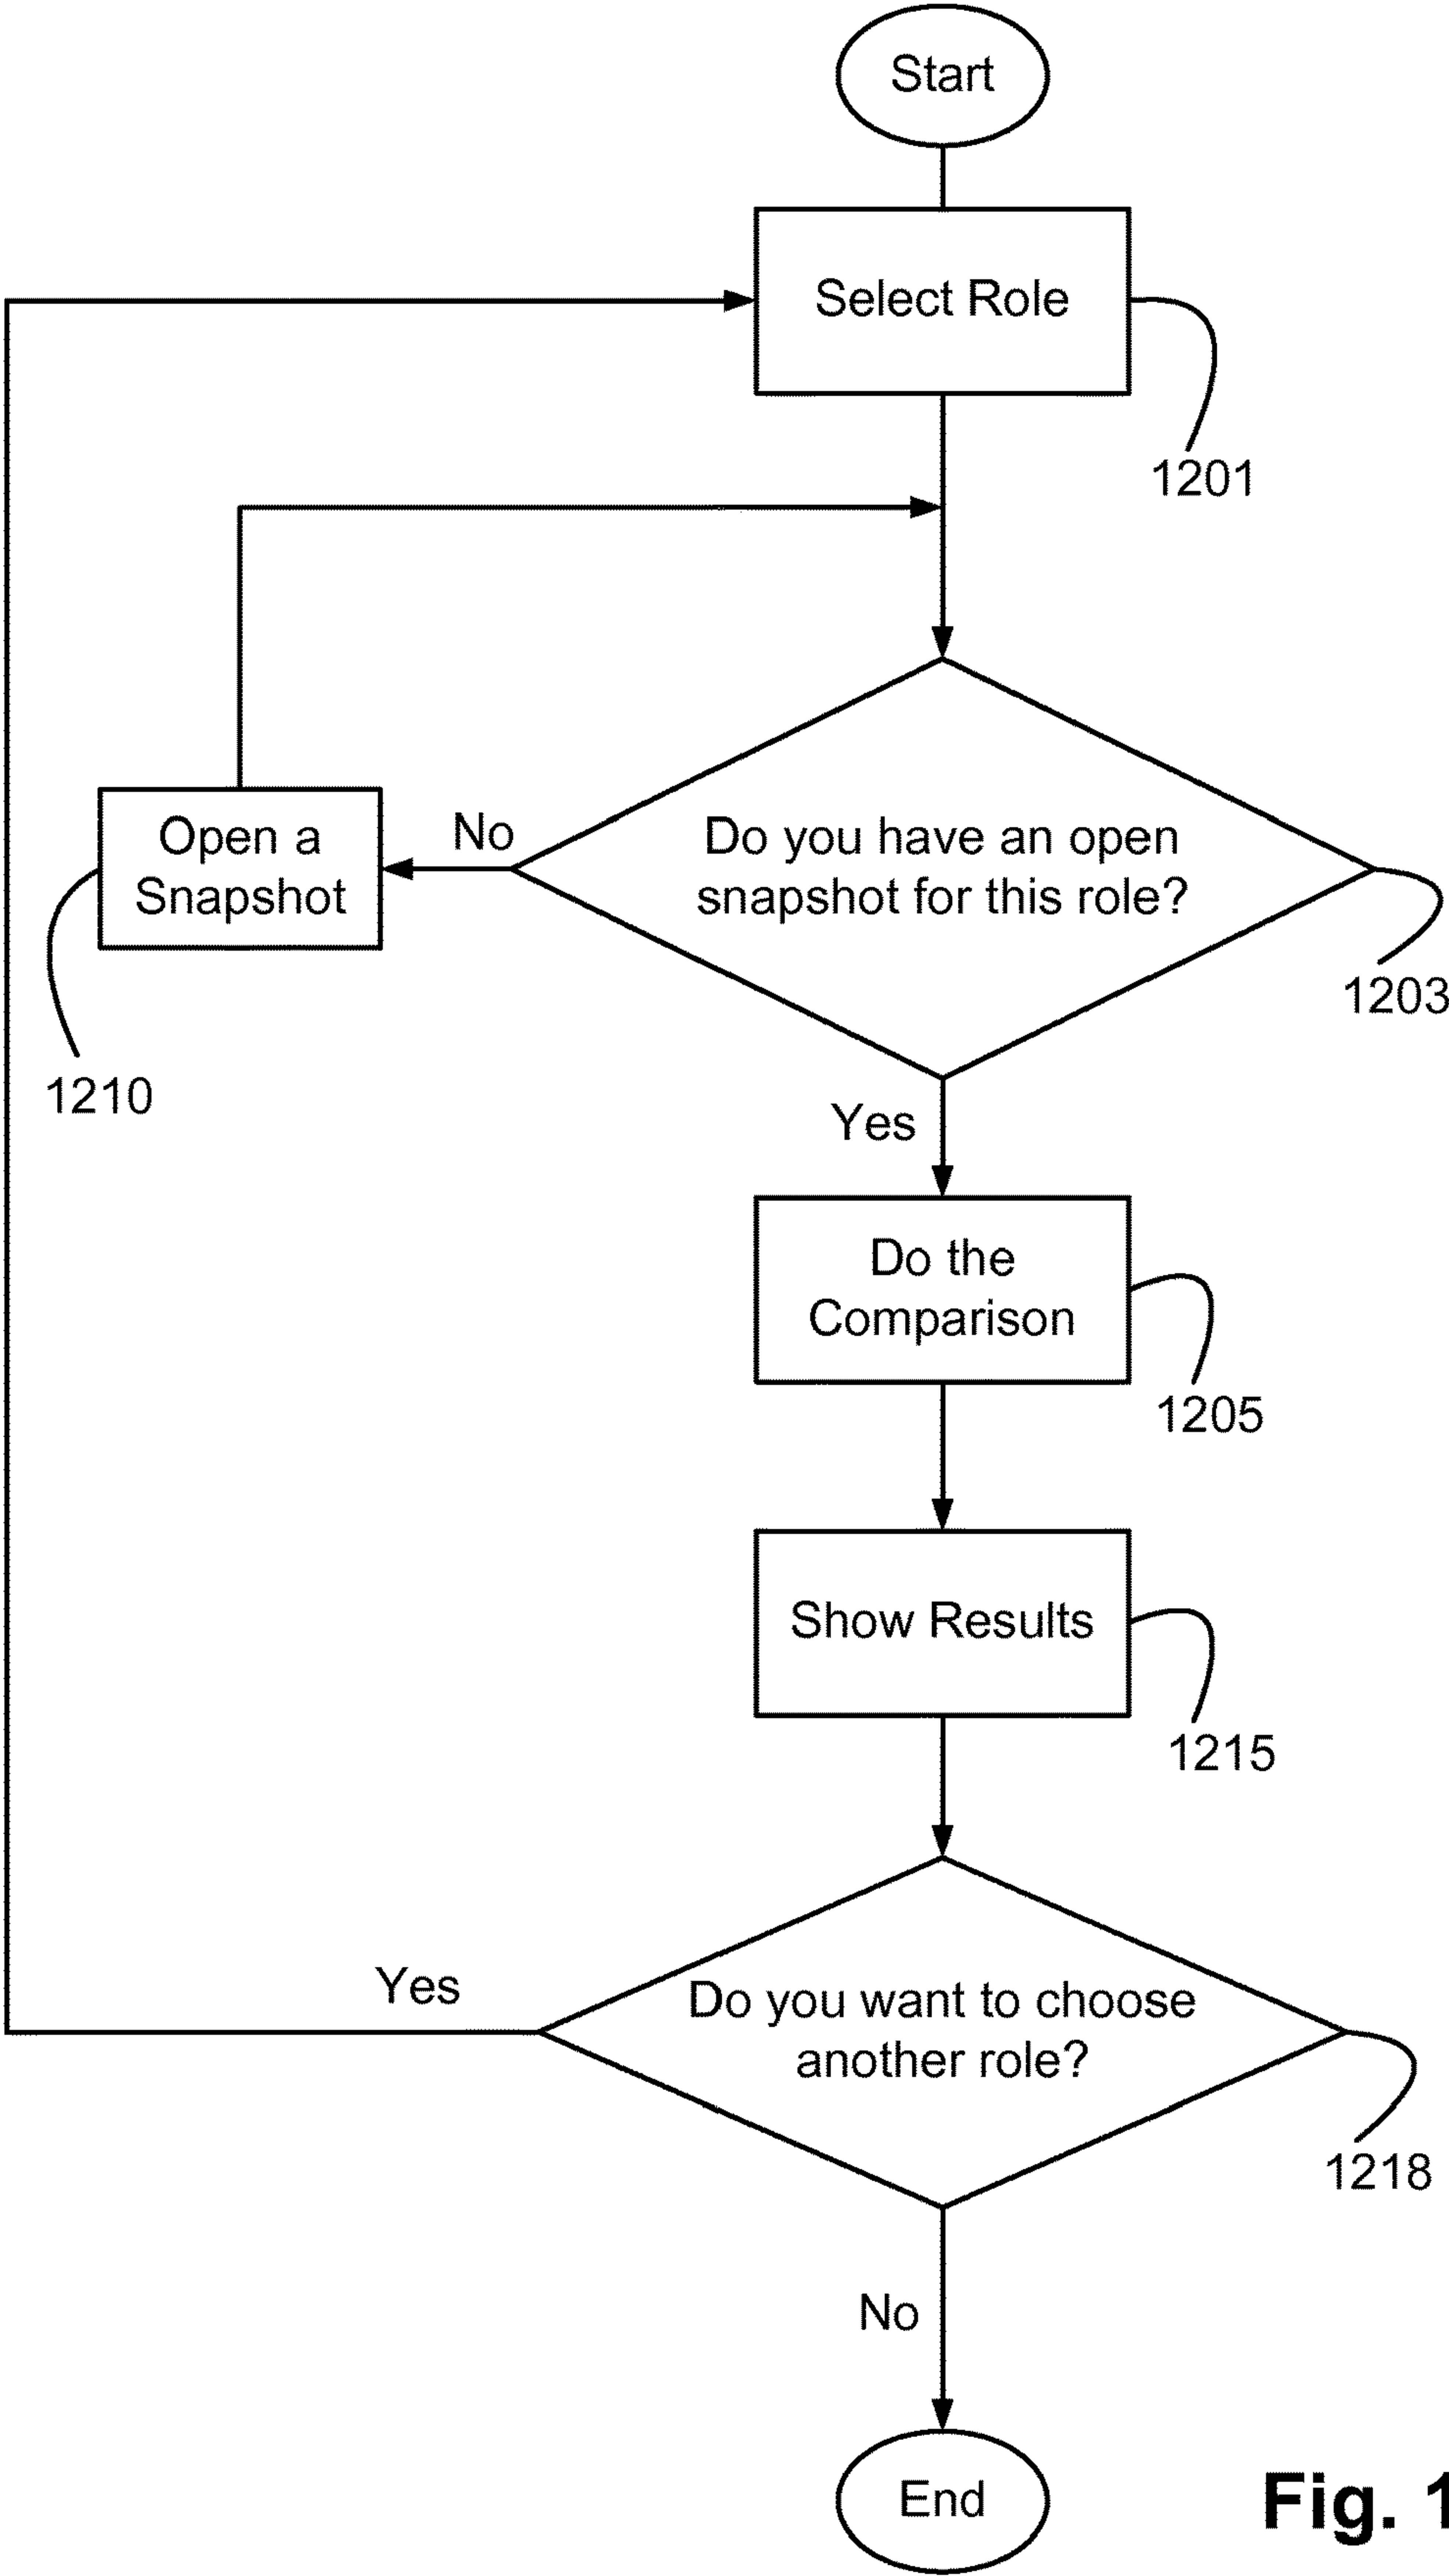 Start
Select Role
1201
Open a
Snapshot
No
Do you have an open
snapshot for this role?
1203
1210
Yes
Do the
Comparison
1205
Show Results
1215
Yes
Do you want to choose
another role?
1218
No
End
Fig. 1